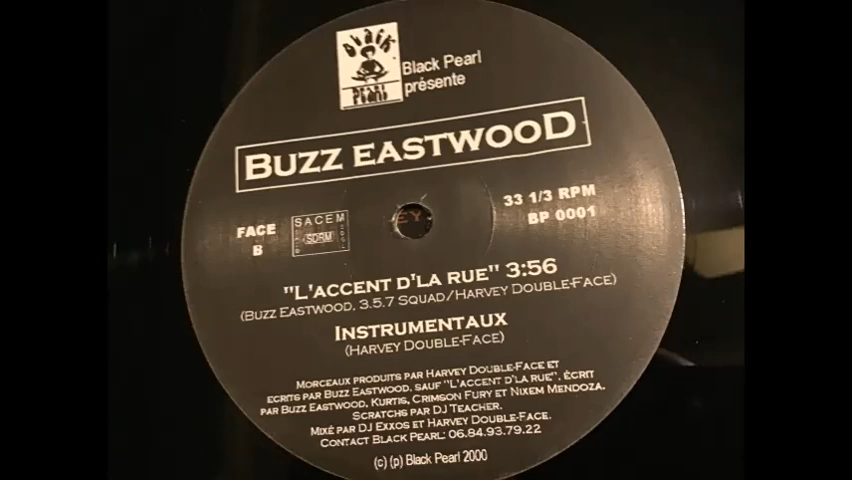 black
Pearl
Black Pearl
présente
BUZZ EASTWOOD
33 1/3 RPM
BP 0001
FACE
B
SACEM
SDRM
EY
"L'ACCENT D'LA RUE" 3:56
(BUZZ EASTWOOD, 3.5.7 SQUAD/HARVEY DOUBLE-FACE)
INSTRUMENTAUX
(HARVEY DOUBLE-FACE)
MORCEAUX PRODUITS PAR HARVEY DOUBLE-FACE ET
ECRITS PAR BUZZ EASTWOOD, SAUF "L'ACCENT D'LA RUE", ÉCRIT
PAR BUZZ EASTWOOD, KURTIS, CRIMSON FURY ET NIXEM MENDOZA.
SCRATCHS PAR DJ TEACHER.
MIXÉ PAR DJ EXXOS ET HARVEY DOUBLE-FACE.
CONTACT BLACK PEARL: 06.84.93.79.22
(c) (p) Black Pearl 2000